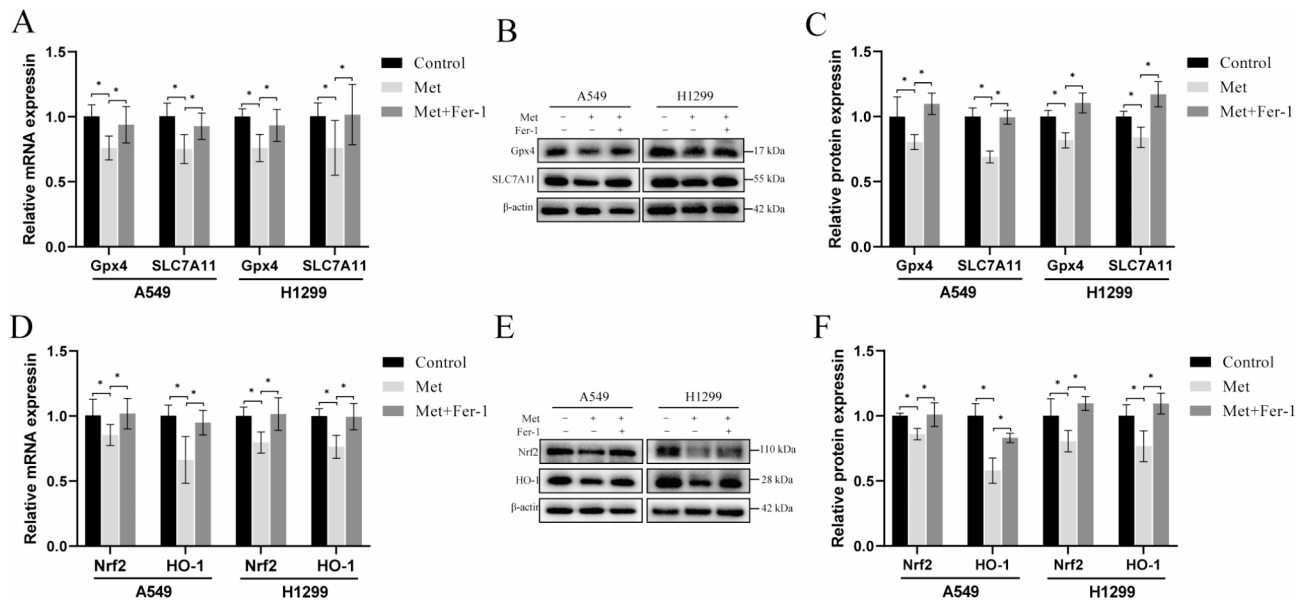 A
Relative mRNA expressin
1.5
1.0
0.5
0.0
* * * * * * * *
Gpx4 SLC7A11 Gpx4 SLC7A11
A549 H1299
Control
Met
Met+Fer-1
B
A549 H1299
Met − + + − + +
Fer-1 − − + − − +
Gpx4 17 kDa
SLC7A11 55 kDa
β-actin 42 kDa
C
Relative protein expressin
1.5
1.0
0.5
0.0
* * * * * * * *
Gpx4 SLC7A11 Gpx4 SLC7A11
A549 H1299
Control
Met
Met+Fer-1
D
Relative mRNA expressin
1.5
1.0
0.5
0.0
* * * * * * * *
Nrf2 HO-1 Nrf2 HO-1
A549 H1299
Control
Met
Met+Fer-1
E
A549 H1299
Met − + + − + +
Fer-1 − − + − − +
Nrf2 110 kDa
HO-1 28 kDa
β-actin 42 kDa
F
Relative protein expressin
1.5
1.0
0.5
0.0
* * * * * * * *
Nrf2 HO-1 Nrf2 HO-1
A549 H1299
Control
Met
Met+Fer-1